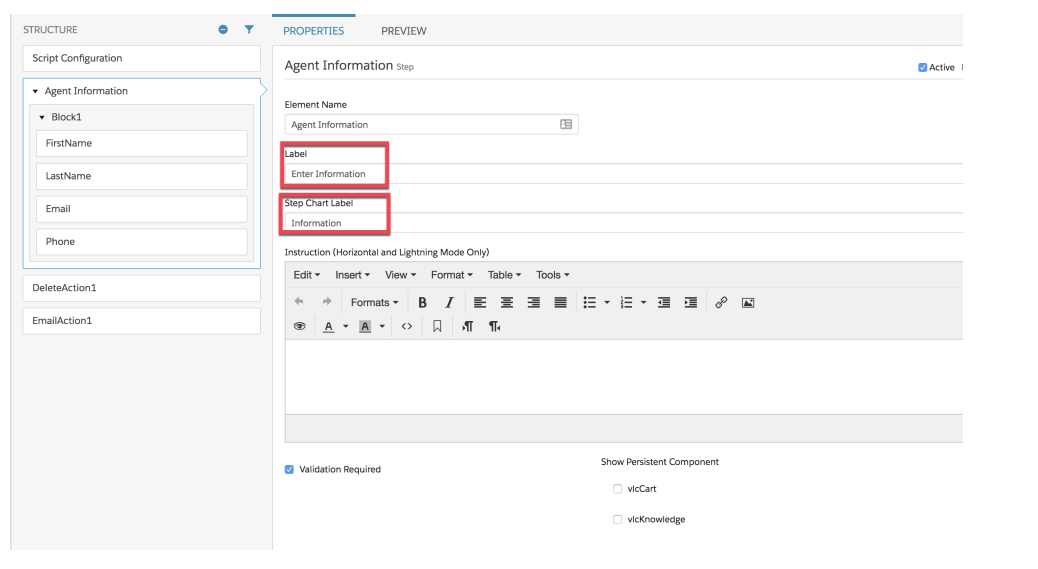 STRUCTURE
PROPERTIES PREVIEW
Script Configuration
Agent Information
Block1
FirstName
LastName
Email
Phone
DeleteAction1
EmailAction1
Agent Information Step
Active
Element Name
Agent Information
Label
Enter Information
Step Chart Label
Information
Instruction (Horizontal and Lightning Mode Only)
Edit Insert View Format Table Tools
Formats B I
A A
Validation Required
Show Persistent Component
vlcCart
vlcKnowledge